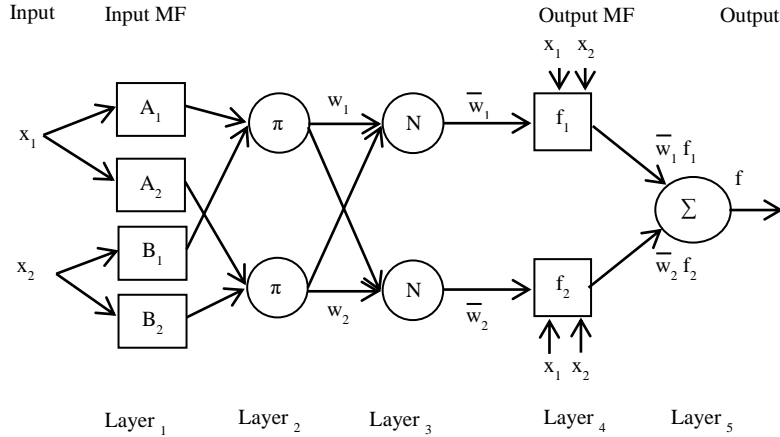 Input Input MF Output MF Output
x1 x2
A1 w1 w̅1
π N f1
x1 w̅1 f1
A2 f
Σ
B1
x2 w̅2 f2
π N f2
B2 w2 w̅2
x1 x2
Layer 1 Layer 2 Layer 3 Layer 4 Layer 5